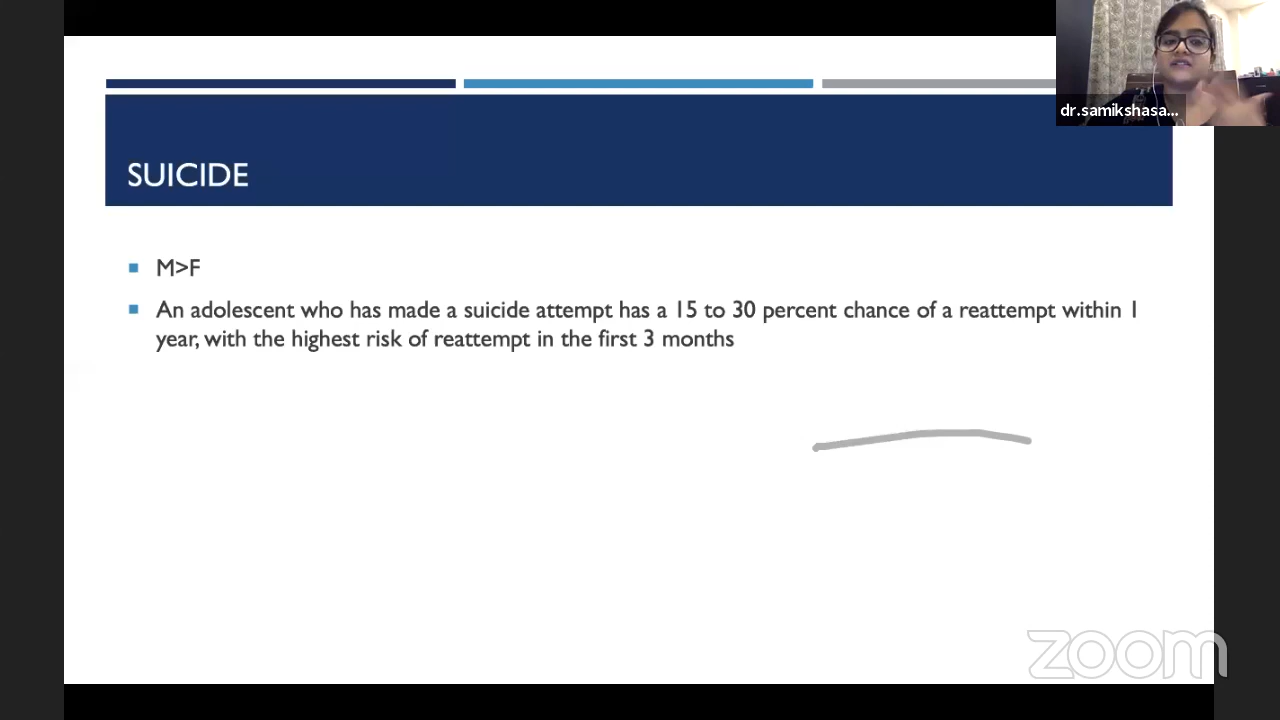 dr.samikshasa...
SUICIDE
M>F
An adolescent who has made a suicide attempt has a 15 to 30 percent chance of a reattempt within 1
year, with the highest risk of reattempt in the first 3 months
zoom